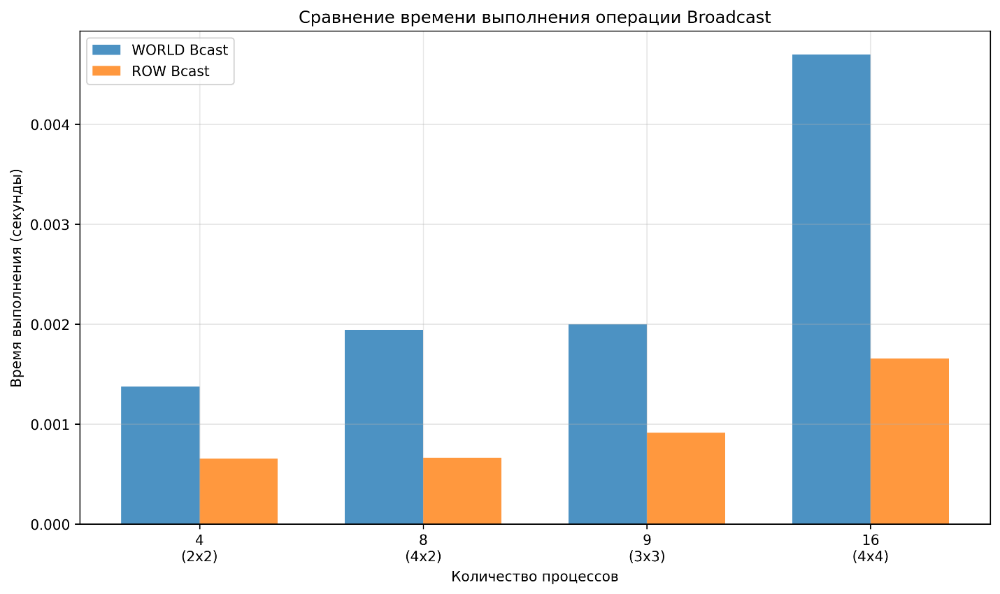 Сравнение времени выполнения операции Broadcast
WORLD Bcast
ROW Bcast
Время выполнения (секунды)
0.004
0.003
0.002
0.001
0.000
4
(2x2)
8
(4x2)
9
(3x3)
16
(4x4)
Количество процессов